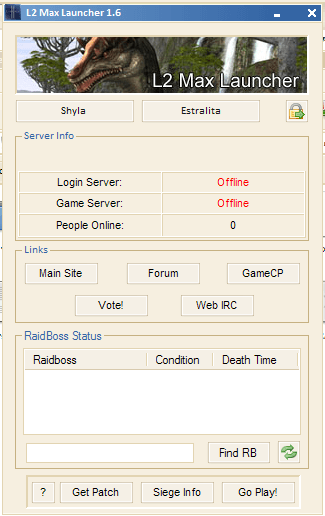 L2 Max Launcher 1.6
L2 Max Launcher
Shyla Estralita
Server Info
Login Server: Offline
Game Server: Offline
People Online: 0
Links
Main Site Forum GameCP
Vote! Web IRC
RaidBoss Status
Raidboss Condition Death Time
Find RB
? Get Patch Siege Info Go Play!